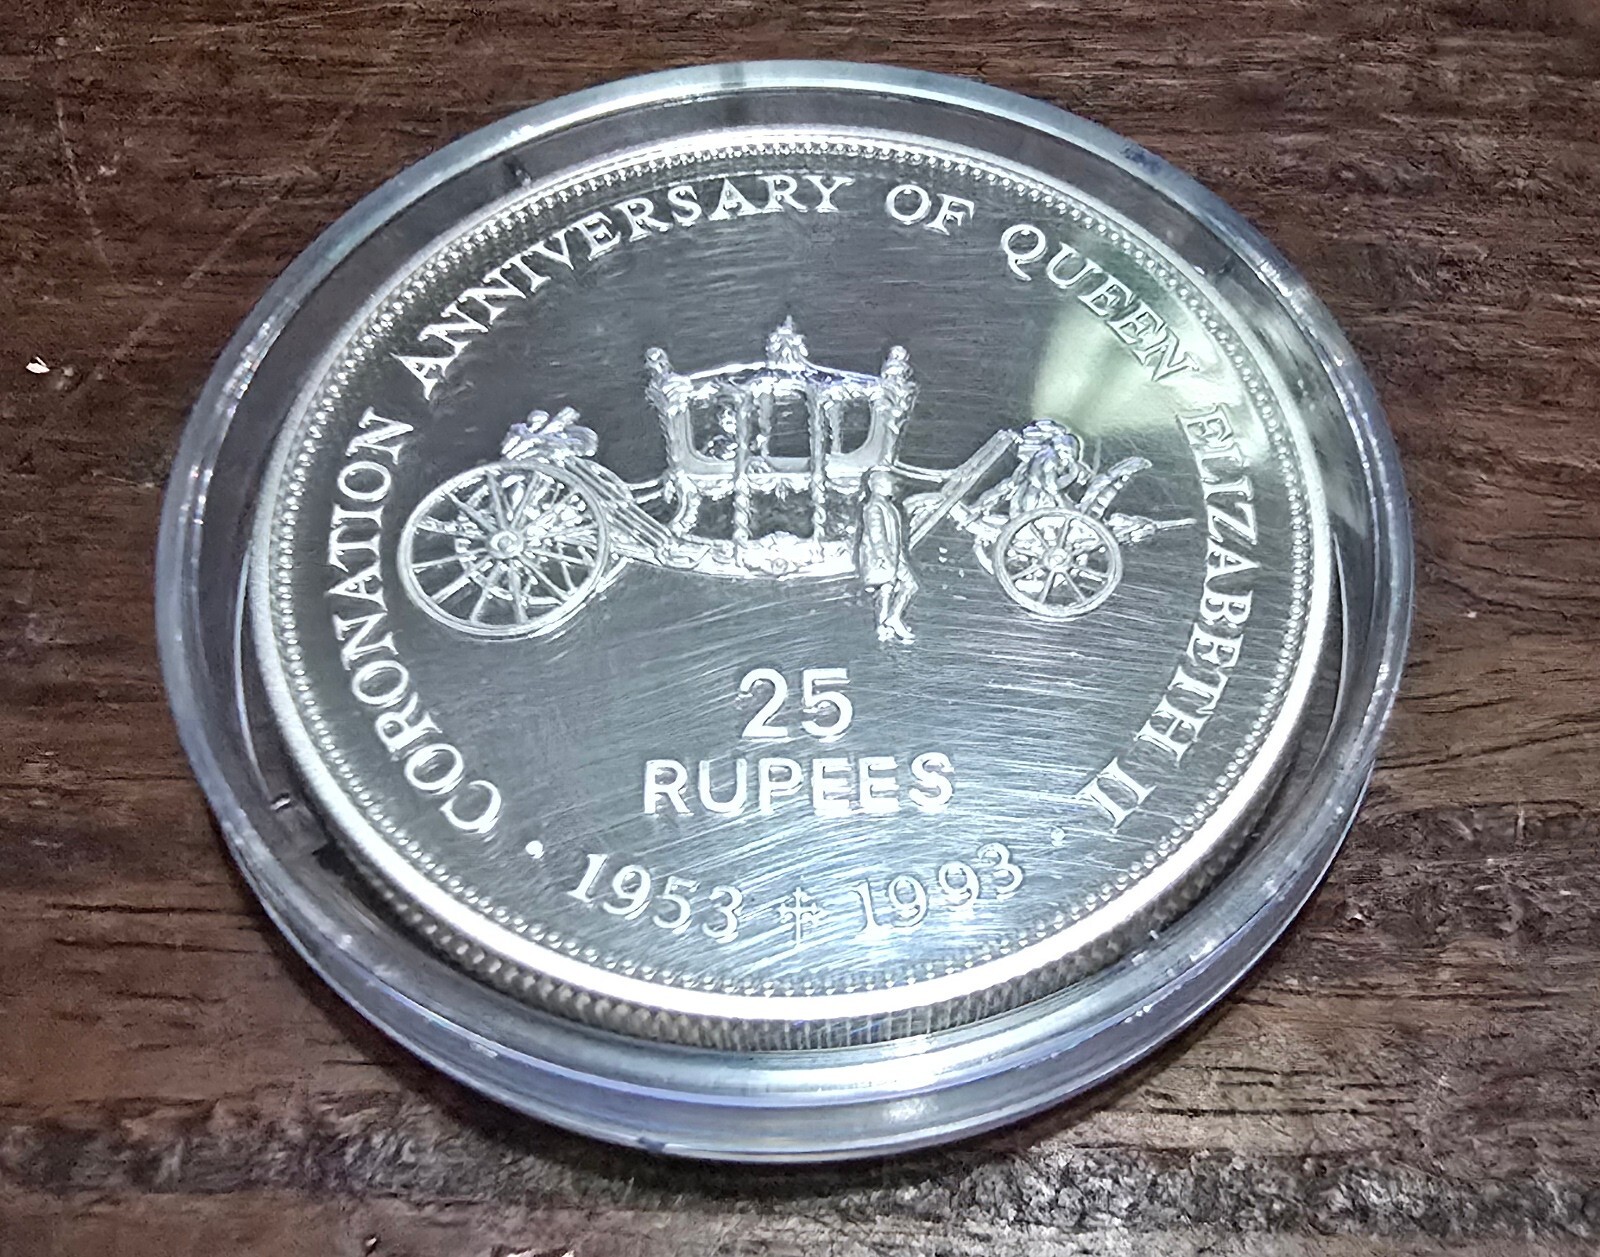 CORONATION ANNIVERSARY OF QUEEN ELIZABETH II
25
RUPEES
· 1953 ‡ 1993 ·